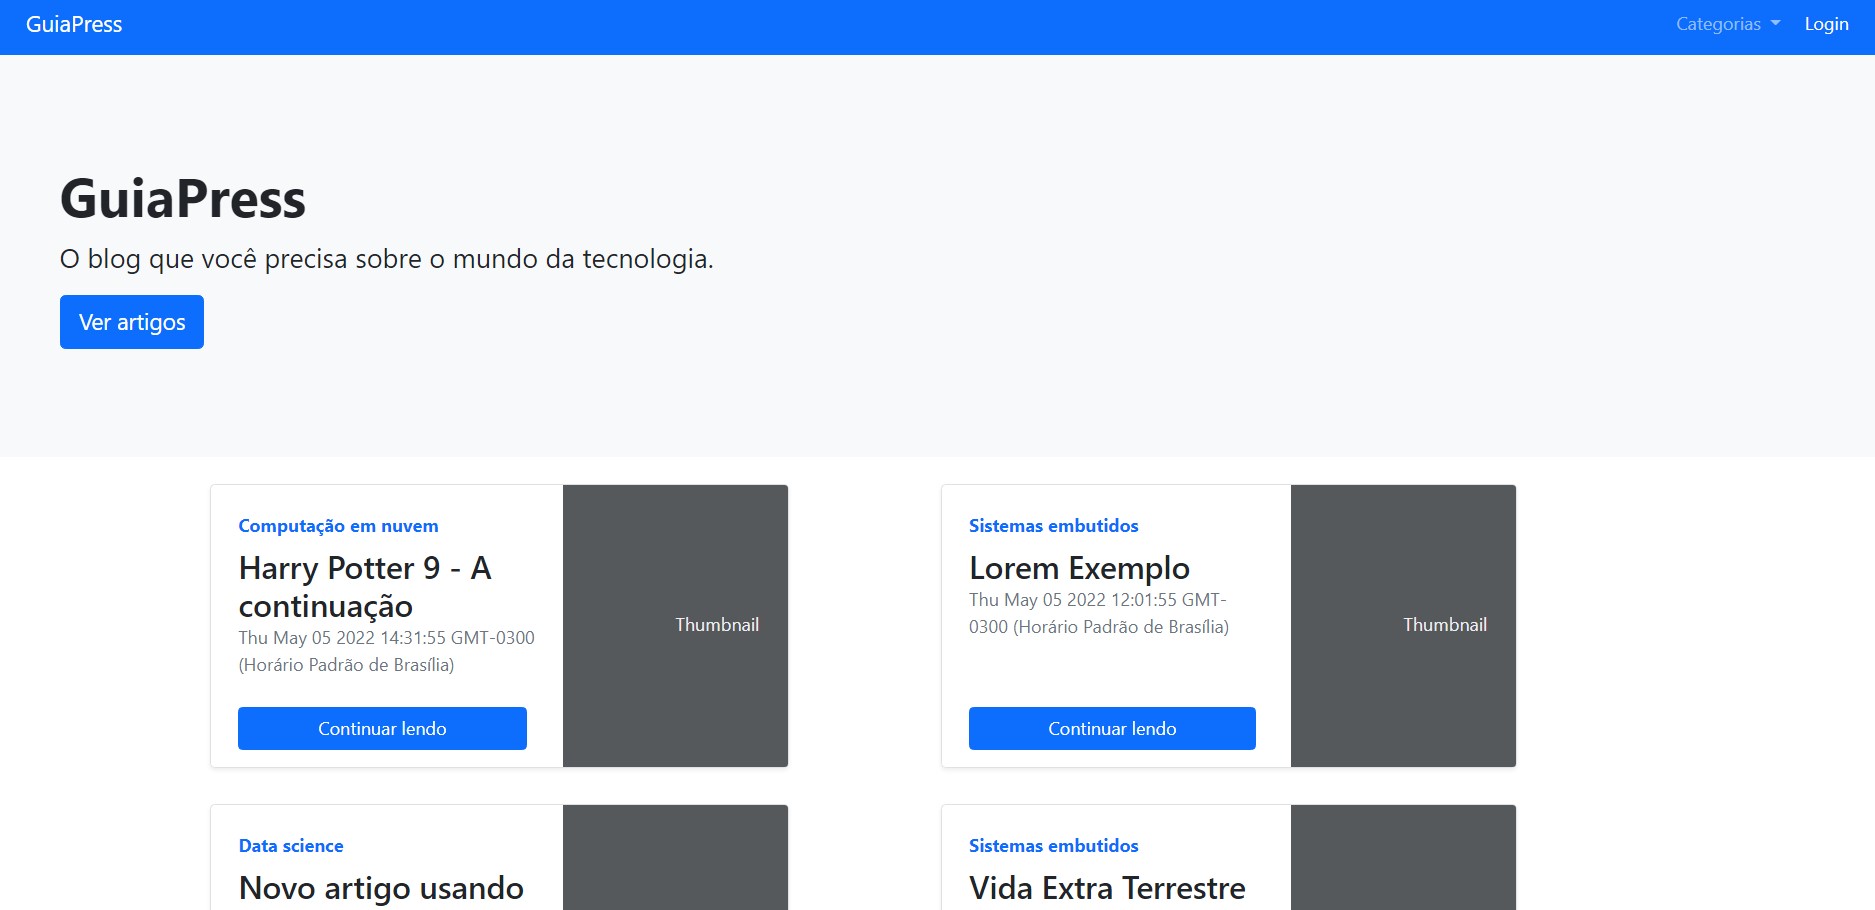 GuiaPress
Categorias
Login
GuiaPress
O blog que você precisa sobre o mundo da tecnologia.
Ver artigos
Computação em nuvem
Harry Potter 9 - A
continuação
Thu May 05 2022 14:31:55 GMT-0300
(Horário Padrão de Brasília)
Continuar lendo
Thumbnail
Sistemas embutidos
Lorem Exemplo
Thu May 05 2022 12:01:55 GMT-
0300 (Horário Padrão de Brasília)
Continuar lendo
Thumbnail
Data science
Novo artigo usando
Sistemas embutidos
Vida Extra Terrestre